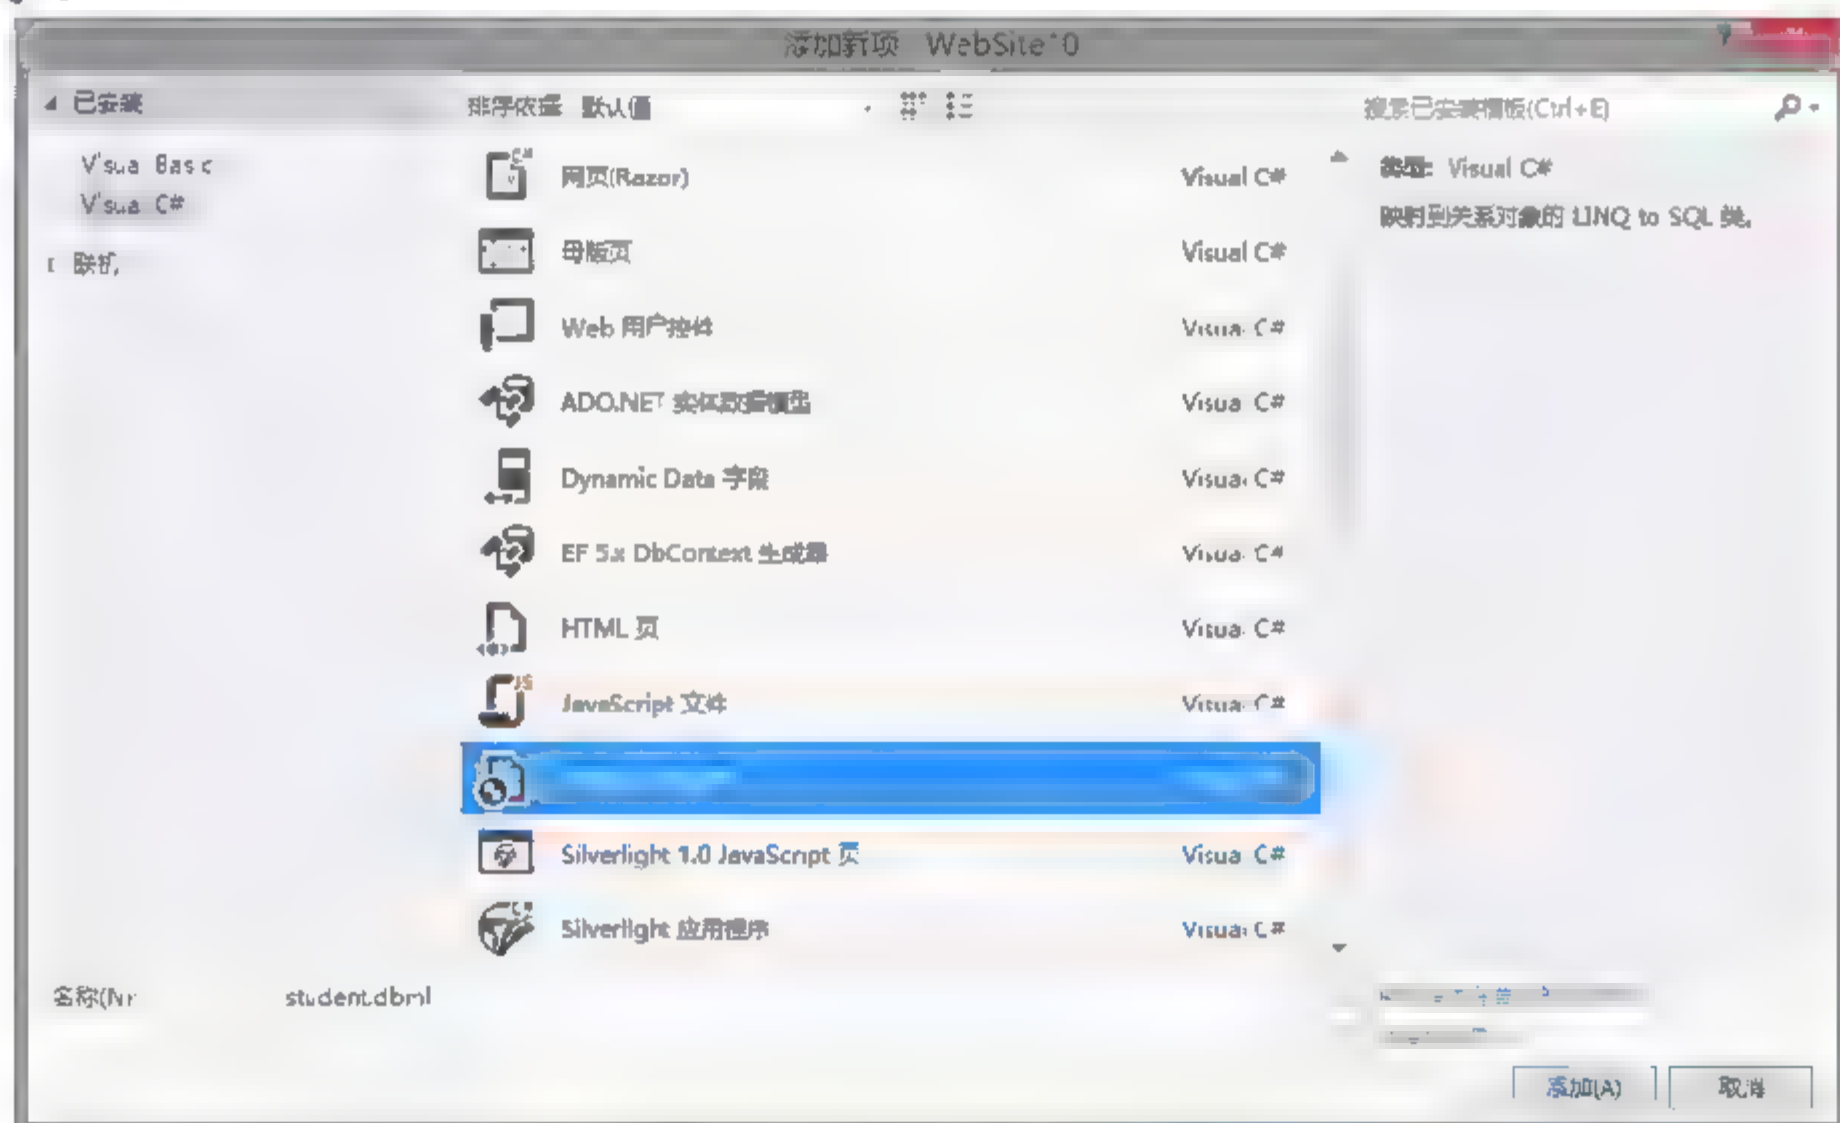 添加新项 WebSite10
已安装
排序依据 默认值
搜索已安装模板(Ctrl+E)
Visual Basic
Visual C#
联机
网页(Razor) Visual C#
母版页 Visual C#
Web 用户控件 Visual C#
ADO.NET 实体数据模型 Visual C#
Dynamic Data 字段 Visual C#
EF 5.x DbContext 生成器 Visual C#
HTML 页 Visual C#
JavaScript 文件 Visual C#
Silverlight 1.0 JavaScript 页 Visual C#
Silverlight 应用程序 Visual C#
类型: Visual C#
映射到关系对象的 LINQ to SQL 类。
名称(N): student.dbml
添加(A) 取消